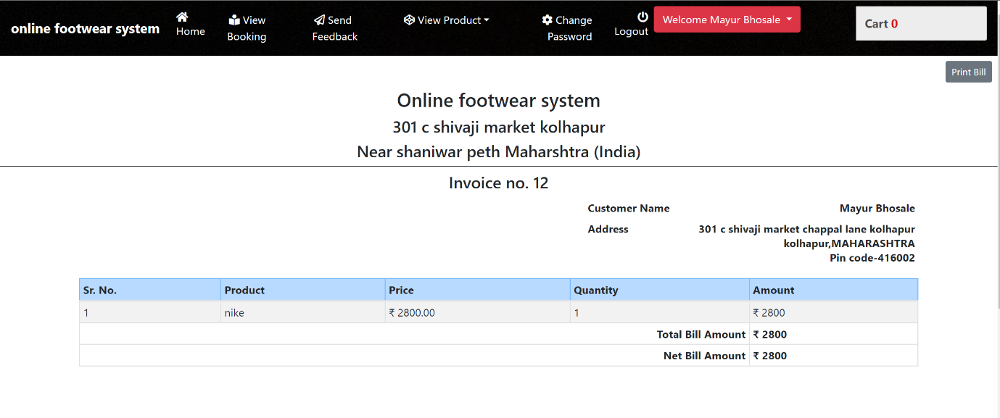 online footwear system
Home
View
Booking
Send
Feedback
View Product
Change
Password
Logout
Welcome Mayur Bhosale
Cart 0
Print Bill
Online footwear system
301 c shivaji market kolhapur
Near shaniwar peth Maharshtra (India)
Invoice no. 12
Customer Name Mayur Bhosale
Address 301 c shivaji market chappal lane kolhapur
kolhapur,MAHARASHTRA
Pin code-416002
Sr. No. Product Price Quantity Amount
1 nike ₹ 2800.00 1 ₹ 2800
Total Bill Amount ₹ 2800
Net Bill Amount ₹ 2800